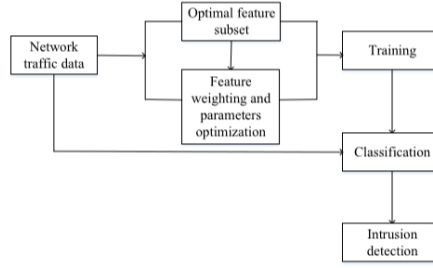 Optimal feature
subset
Network
traffic data
Training
Feature
weighting and
parameters
optimization
Classification
Intrusion
detection